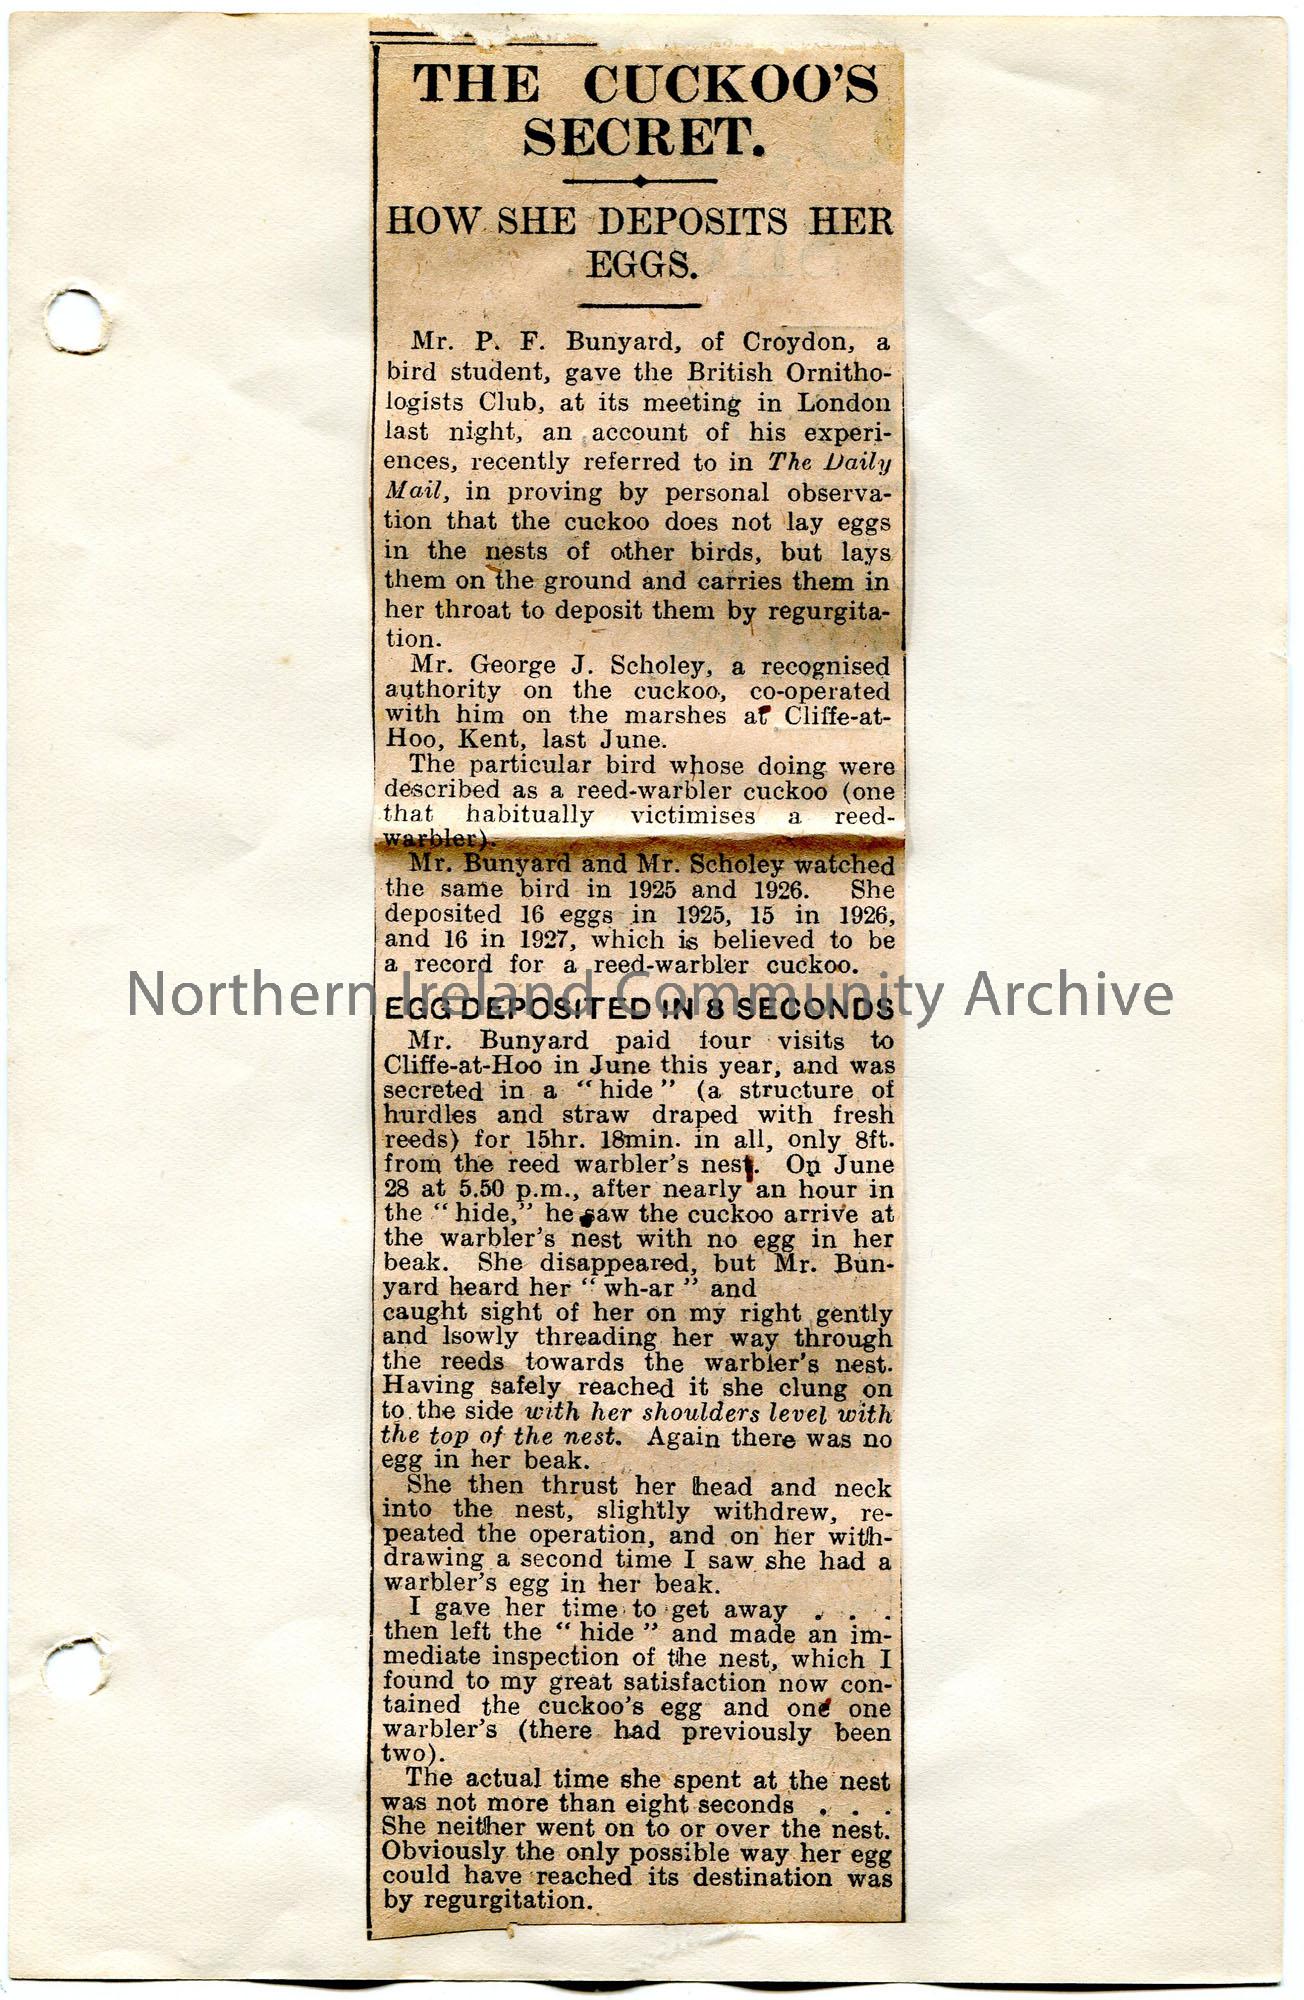 THE CUCKOO'S
SECRET.
HOW SHE DEPOSITS HER
EGGS.
Mr. P. F. Bunyard, of Croydon, a
bird student, gave the British Ornitho-
logists Club, at its meeting in London
last night, an account of his experi-
ences, recently referred to in The Daily
Mail, in proving by personal observa-
tion that the cuckoo does not lay eggs
in the nests of other birds, but lays
them on the ground and carries them in
her throat to deposit them by regurgita-
tion.
Mr. George J. Scholey, a recognised
authority on the cuckoo, co-operated
with him on the marshes at Cliffe-at-
Hoo, Kent, last June.
The particular bird whose doing were
described as a reed-warbler cuckoo (one
that habitually victimises a reed-
warbler).
Mr. Bunyard and Mr. Scholey watched
the same bird in 1925 and 1926. She
deposited 16 eggs in 1925, 15 in 1926,
and 16 in 1927, which is believed to be
a record for a reed-warbler cuckoo.
Northern Ireland Community Archive
EGG DEPOSITED IN 8 SECONDS
Mr. Bunyard paid four visits to
Cliffe-at-Hoo in June this year, and was
secreted in a "hide" (a structure of
hurdles and straw draped with fresh
reeds) for 15hr. 18min. in all, only 8ft.
from the reed warbler's nest. On June
28 at 5.50 p.m., after nearly an hour in
the "hide," he saw the cuckoo arrive at
the warbler's nest with no egg in her
beak. She disappeared, but Mr. Bun-
yard heard her "wh-ar" and
caught sight of her on my right gently
and lsowly threading her way through
the reeds towards the warbler's nest.
Having safely reached it she clung on
to the side with her shoulders level with
the top of the nest. Again there was no
egg in her beak.
She then thrust her head and neck
into the nest, slightly withdrew, re-
peated the operation, and on her with-
drawing a second time I saw she had a
warbler's egg in her beak.
I gave her time to get away . . .
then left the "hide" and made an im-
mediate inspection of the nest, which I
found to my great satisfaction now con-
tained the cuckoo's egg and one one
warbler's (there had previously been
two).
The actual time she spent at the nest
was not more than eight seconds . . .
She neither went on to or over the nest.
Obviously the only possible way her egg
could have reached its destination was
by regurgitation.